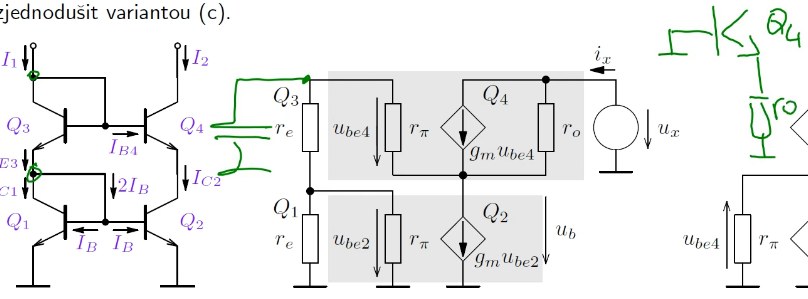 zjednodušit variantou (c).
I1
I2
Q3
Q4
IB4
E3
C1
2IB
IC2
Q1
Q2
IB
IB
Q3
re
ube4
rπ
Q4
gmube4
ro
ix
ux
Q1
re
ube2
rπ
Q2
gmube2
ub
Q4
ro
ube4
rπ